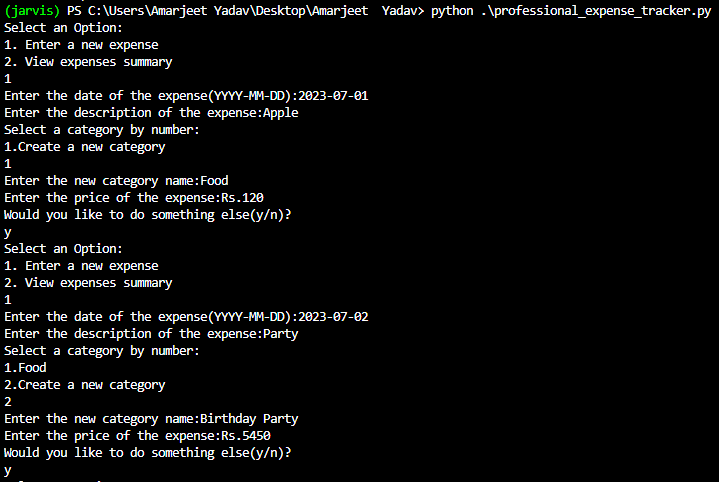 (jarvis) PS C:\Users\Amarjeet Yadav\Desktop\Amarjeet  Yadav> python .\professional_expense_tracker.py
Select an Option:
1. Enter a new expense
2. View expenses summary
1
Enter the date of the expense(YYYY-MM-DD):2023-07-01
Enter the description of the expense:Apple
Select a category by number:
1.Create a new category
1
Enter the new category name:Food
Enter the price of the expense:Rs.120
Would you like to do something else(y/n)?
y
Select an Option:
1. Enter a new expense
2. View expenses summary
1
Enter the date of the expense(YYYY-MM-DD):2023-07-02
Enter the description of the expense:Party
Select a category by number:
1.Food
2.Create a new category
2
Enter the new category name:Birthday Party
Enter the price of the expense:Rs.5450
Would you like to do something else(y/n)?
y